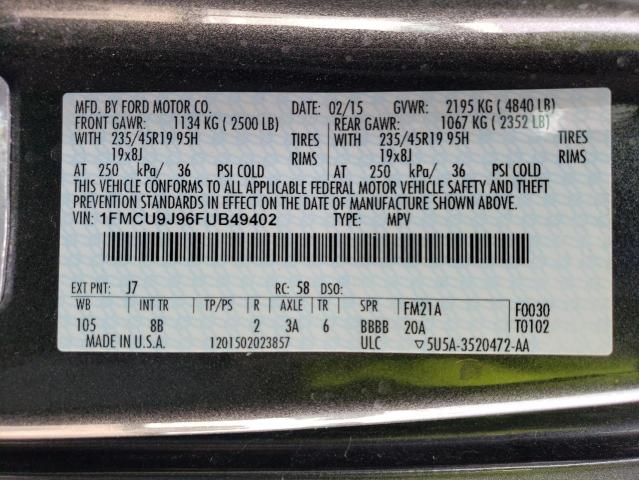 MFD. BY FORD MOTOR CO. DATE: 02/15 GVWR: 2195 KG ( 4840 LB)
FRONT GAWR: 1134 KG ( 2500 LB) REAR GAWR: 1067 KG ( 2352 LB)
WITH 235/45R19 95H TIRES WITH 235/45R19 95H TIRES
19x8J RIMS 19x8J RIMS
AT 250 kPa/ 36 PSI COLD AT 250 kPa/ 36 PSI COLD
THIS VEHICLE CONFORMS TO ALL APPLICABLE FEDERAL MOTOR VEHICLE SAFETY AND THEFT
PREVENTION STANDARDS IN EFFECT ON THE DATE OF MANUFACTURE SHOWN ABOVE.
VIN: 1FMCU9J96FUB49402 TYPE: MPV
EXT PNT: J7 RC: 58 DSO:
WB INT TR TP/PS R AXLE TR SPR FM21A F0030
105 8B 2 3A 6 BBBB 20A T0102
MADE IN U.S.A. 1201502023857 ULC ▽5U5A-3520472-AA